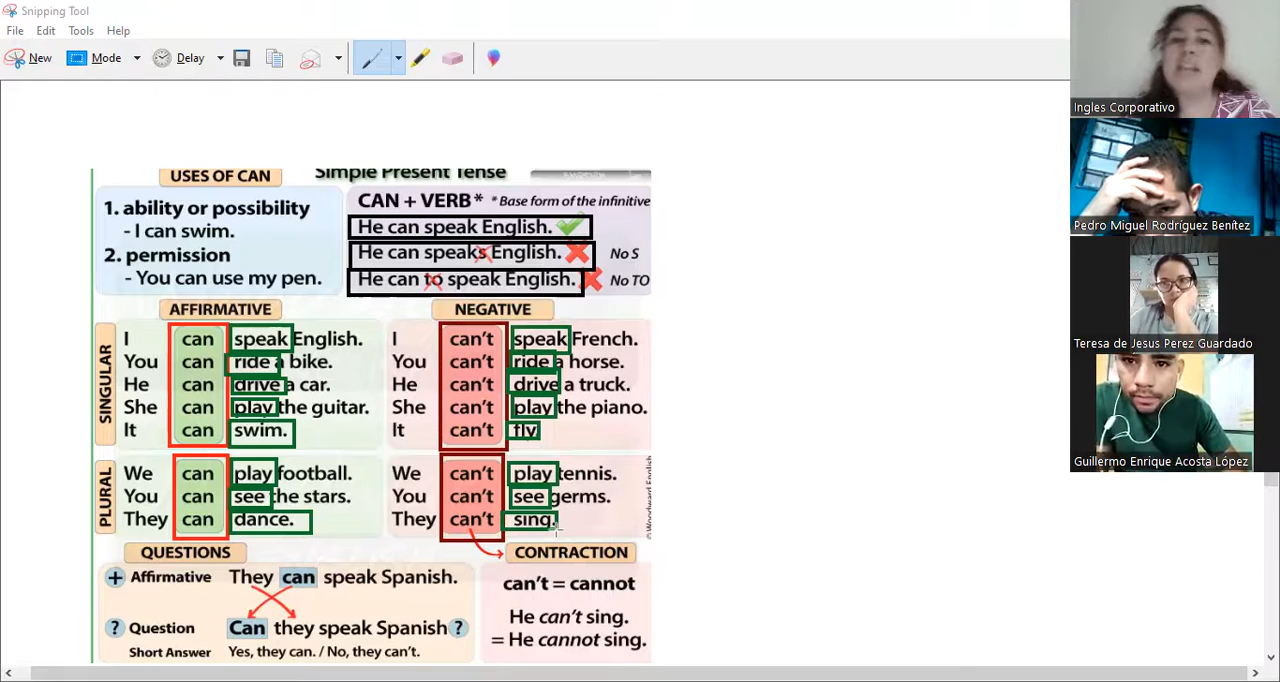 Snipping Tool
File Edit Tools Help
New Mode Delay
Ingles Corporativo
Pedro Miguel Rodríguez Benítez
Teresa de Jesus Perez Guardado
Guillermo Enrique Acosta López
USES OF CAN
1. ability or possibility
- I can swim.
2. permission
- You can use my pen.
Simple Present Tense
CAN + VERB* * Base form of the infinitive
He can speak English.
He can speaks English. No S
He can to speak English. No TO
AFFIRMATIVE
SINGULAR
I can speak English.
You can ride a bike.
He can drive a car.
She can play the guitar.
It can swim.
PLURAL
We can play football.
You can see the stars.
They can dance.
NEGATIVE
I can't speak French.
You can't ride a horse.
He can't drive a truck.
She can't play the piano.
It can't fly.
We can't play tennis.
You can't see germs.
They can't sing.
©Woodward English
QUESTIONS
+ Affirmative They can speak Spanish.
? Question Can they speak Spanish?
Short Answer Yes, they can. / No, they can't.
CONTRACTION
can't = cannot
He can't sing.
= He cannot sing.